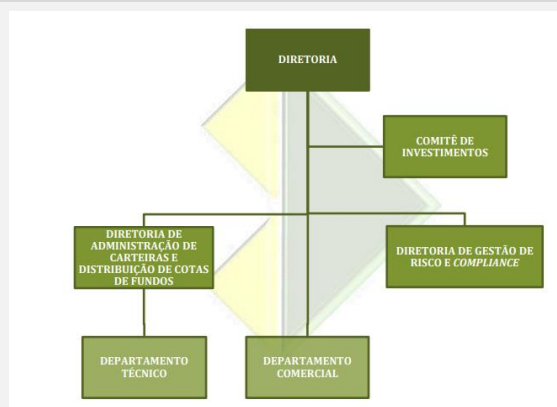 DIRETORIA
COMITÊ DE
INVESTIMENTOS
DIRETORIA DE
ADMINISTRAÇÃO DE
CARTEIRAS E
DISTRIBUIÇÃO DE COTAS
DE FUNDOS
DIRETORIA DE GESTÃO DE
RISCO E COMPLIANCE
DEPARTAMENTO
TÉCNICO
DEPARTAMENTO
COMERCIAL